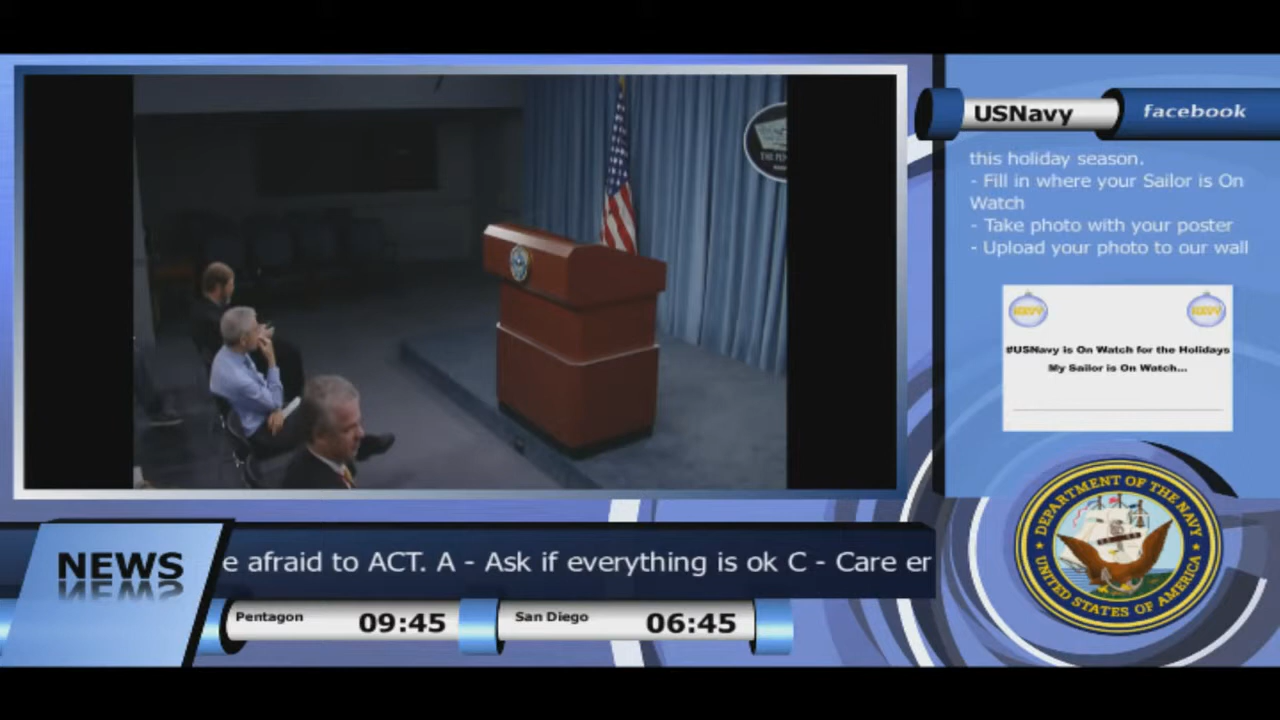 USNavy
facebook
this holiday season.
- Fill in where your Sailor is On
Watch
- Take photo with your poster
- Upload your photo to our wall
NAVY
NAVY
#USNavy is On Watch for the Holidays
My Sailor is On Watch...
DEPARTMENT OF THE NAVY
UNITED STATES OF AMERICA
NEWS
e afraid to ACT. A - Ask if everything is ok C - Care er
Pentagon
09:45
San Diego
06:45